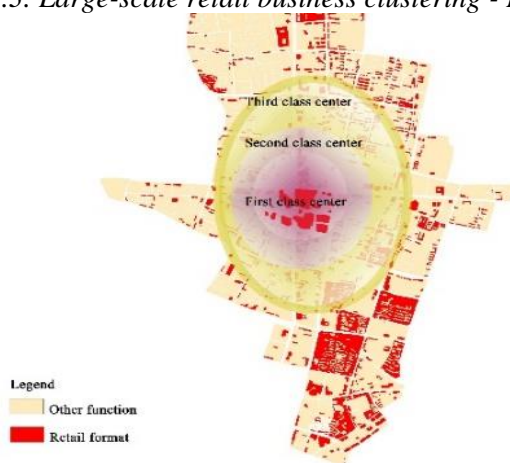 .5. Large-scale retail business clustering -
Third class center
Second class center
First class center
Legend
Other function
Retail format